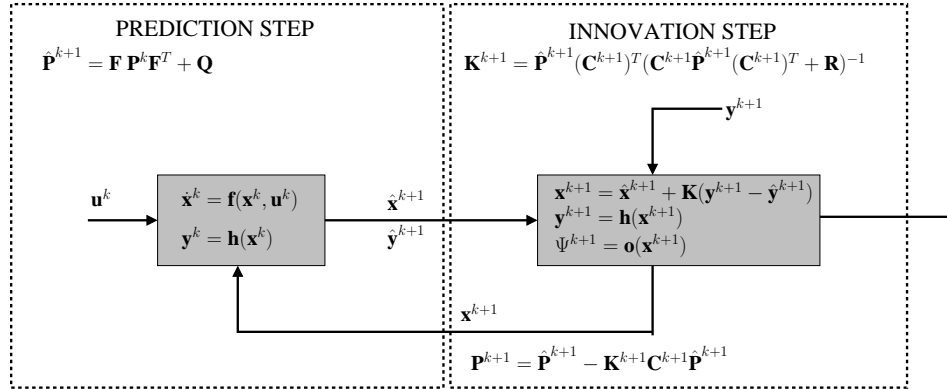 PREDICTION STEP
P̂^{k+1} = F P^k F^T + Q
u^k
ẋ^k = f(x^k, u^k)
y^k = h(x^k)
x̂^{k+1}
ŷ^{k+1}
x^{k+1}
INNOVATION STEP
K^{k+1} = P̂^{k+1}(C^{k+1})^T(C^{k+1}P̂^{k+1}(C^{k+1})^T + R)^{-1}
y^{k+1}
x^{k+1} = x̂^{k+1} + K(y^{k+1} − ŷ^{k+1})
y^{k+1} = h(x^{k+1})
Ψ^{k+1} = o(x^{k+1})
P^{k+1} = P̂^{k+1} − K^{k+1}C^{k+1}P̂^{k+1}